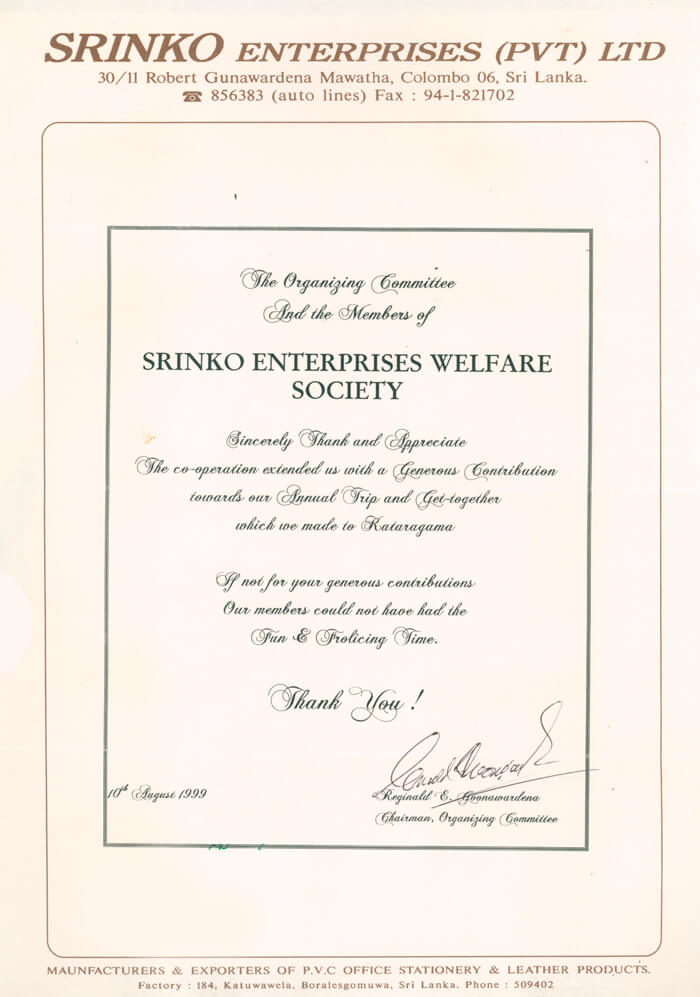 SRINKO ENTERPRISES (PVT) LTD
30/11 Robert Gunawardena Mawatha, Colombo 06, Sri Lanka.
☎ 856383 (auto lines) Fax : 94-1-821702
The Organizing Committee
And the Members of
SRINKO ENTERPRISES WELFARE
SOCIETY
Sincerely Thank and Appreciate
The co-operation extended us with a Generous Contribution
towards our Annual Trip and Get-together
which we made to Kataragama
If not for your generous contributions
Our members could not have had the
Fun & Frolicing Time.
Thank You !
10th August 1999
Reginald E. Goonawardena
Chairman, Organizing Committee
MAUNFACTURERS & EXPORTERS OF P.V.C OFFICE STATIONERY & LEATHER PRODUCTS.
Factory : 184, Katuwawela, Boralesgomuwa, Sri Lanka. Phone : 509402